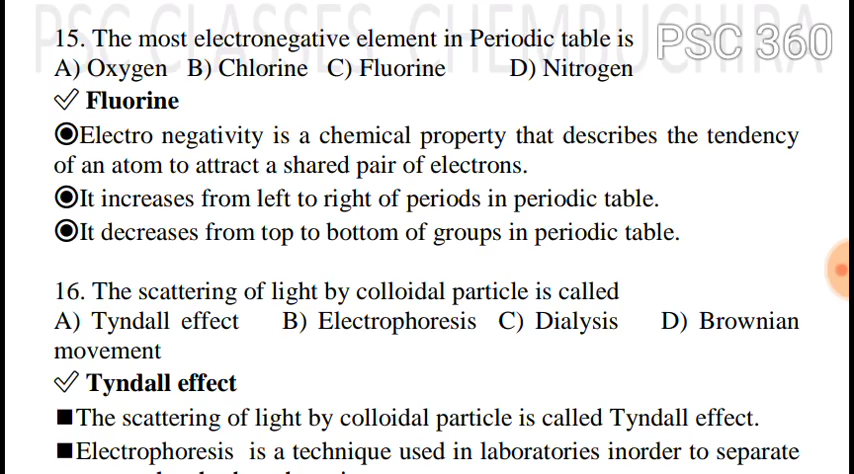 PSC CLASSES CHEMBUCHIRA
15. The most electronegative element in Periodic table is
PSC 360
A) Oxygen B) Chlorine C) Fluorine D) Nitrogen
✓ Fluorine
◉Electro negativity is a chemical property that describes the tendency
of an atom to attract a shared pair of electrons.
◉It increases from left to right of periods in periodic table.
◉It decreases from top to bottom of groups in periodic table.
16. The scattering of light by colloidal particle is called
A) Tyndall effect B) Electrophoresis C) Dialysis D) Brownian
movement
✓ Tyndall effect
■The scattering of light by colloidal particle is called Tyndall effect.
■Electrophoresis is a technique used in laboratories inorder to separate